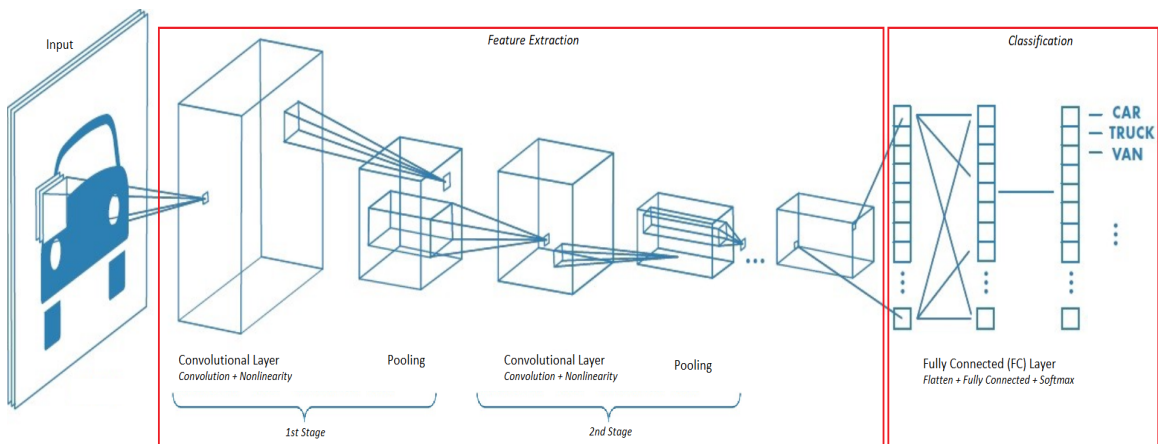 Input
Feature Extraction
Classification
CAR
TRUCK
VAN
Convolutional Layer
Convolution + Nonlinearity
Pooling
Convolutional Layer
Convolution + Nonlinearity
Pooling
Fully Connected (FC) Layer
Flatten + Fully Connected + Softmax
1st Stage
2nd Stage